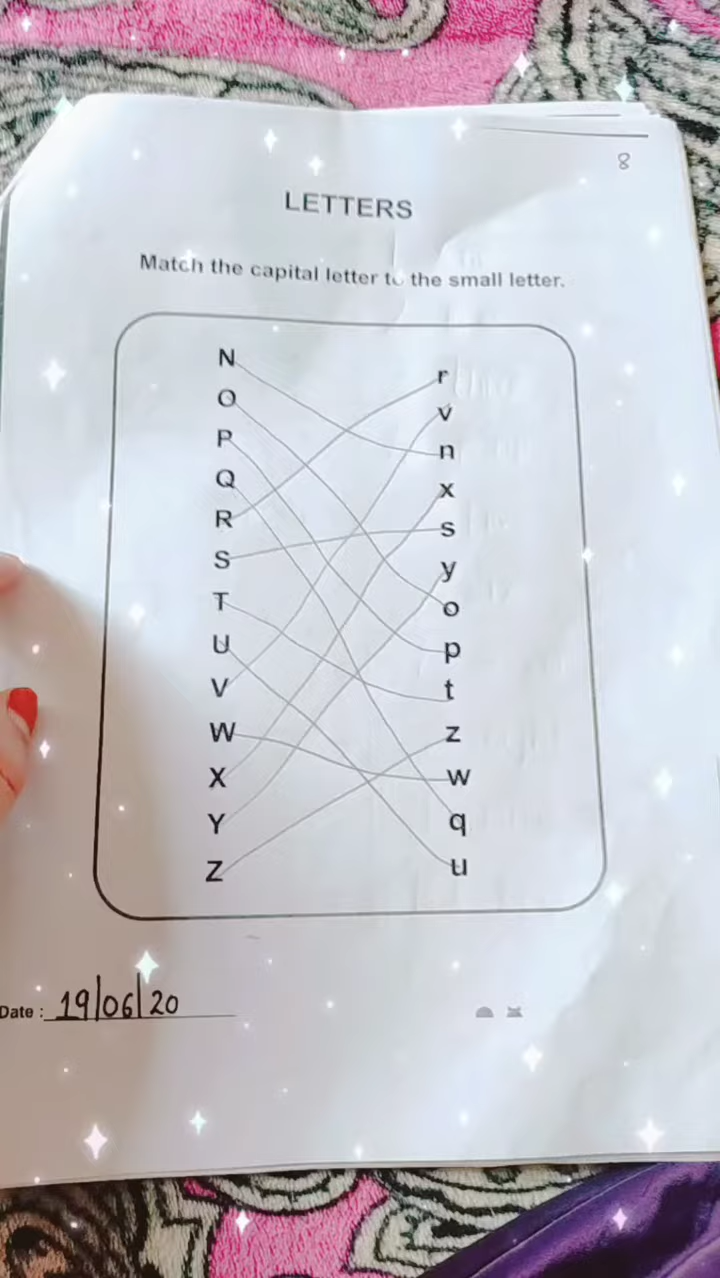 8
LETTERS
Match the capital letter to the small letter.
N
r
O
v
P
n
Q
x
R
s
S
y
T
o
U
p
V
t
W
z
X
w
Y
q
Z
u
Date : 19/06/20